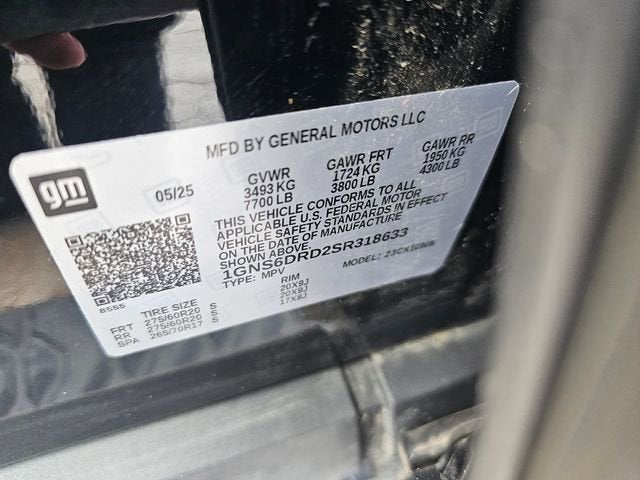 MFD BY GENERAL MOTORS LLC
gm
05/25
GVWR
3493 KG
7700 LB
GAWR FRT
1724 KG
3800 LB
GAWR RR
1950 KG
4300 LB
THIS VEHICLE CONFORMS TO ALL
APPLICABLE U.S. FEDERAL MOTOR
VEHICLE SAFETY STANDARDS IN EFFECT
ON THE DATE OF MANUFACTURE
SHOWN ABOVE.
1GNS6DRD2SR318633
TYPE: MPV
MODEL: 23CK10906
8555
TIRE SIZE
RIM
FRT 275/60R20 S 20X9J
RR 275/60R20 S 20X9J
SPA 265/70R17 S 17X8J